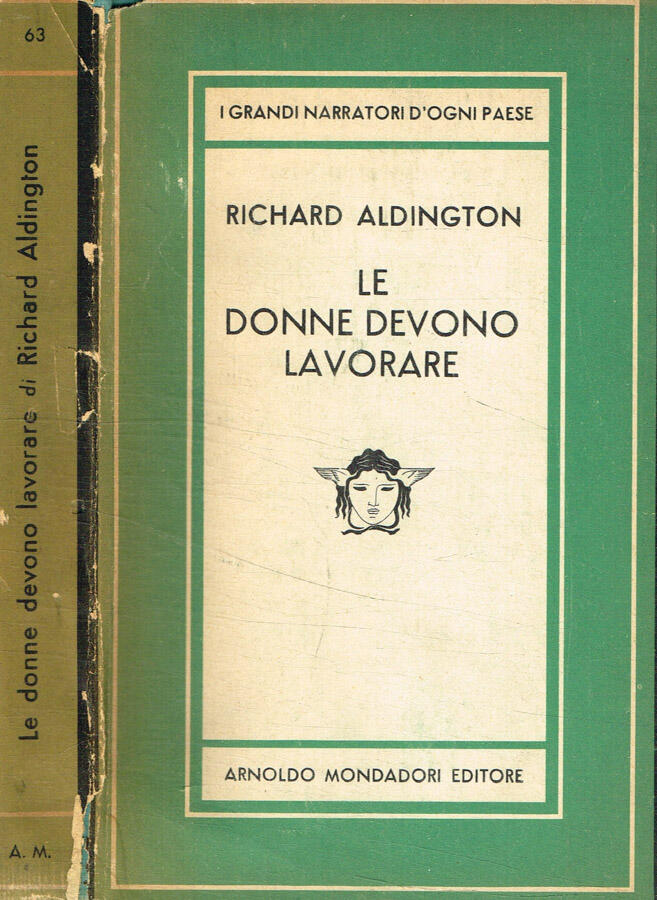 63
Le donne devono lavorare di Richard Aldington
A. M.
I GRANDI NARRATORI D'OGNI PAESE
RICHARD ALDINGTON
LE
DONNE DEVONO
LAVORARE
ARNOLDO MONDADORI EDITORE